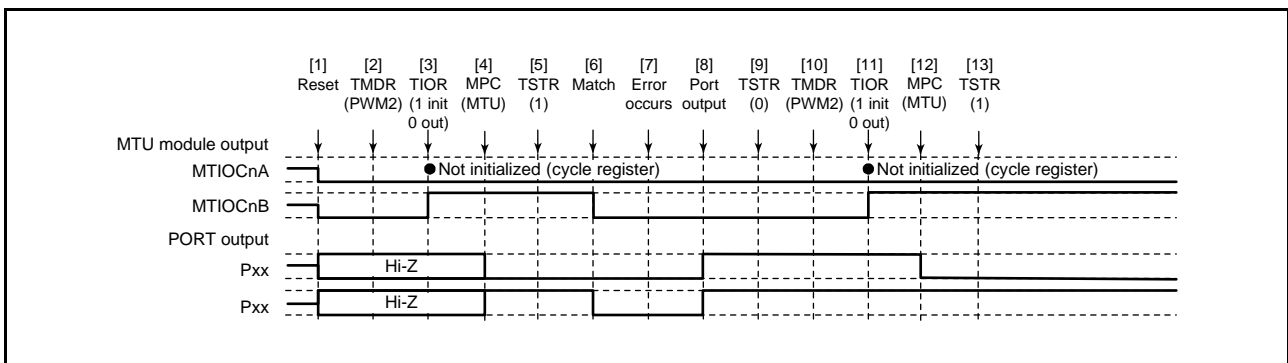 [1] [2] [3] [4] [5] [6] [7] [8] [9] [10] [11] [12] [13]
Reset TMDR TIOR MPC TSTR Match Error Port TSTR TMDR TIOR MPC TSTR
(PWM2) (1 init (MTU) (1) occurs output (0) (PWM2) (1 init (MTU) (1)
0 out) 0 out)
MTU module output
MTIOCnA ●Not initialized (cycle register) ●Not initialized (cycle register)
MTIOCnB
PORT output
Pxx Hi-Z
Pxx Hi-Z